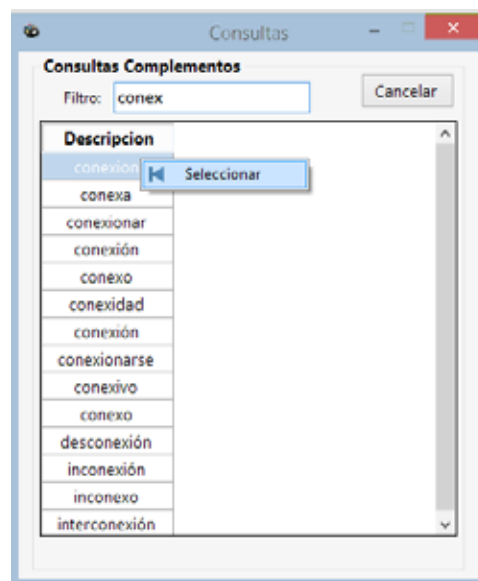 Consultas
Consultas Complementos
Filtro: conex
Cancelar
Descripcion
conexion
Seleccionar
conexa
conexionar
conexión
conexo
conexidad
conexión
conexionarse
conexivo
conexo
desconexión
inconexión
inconexo
interconexión